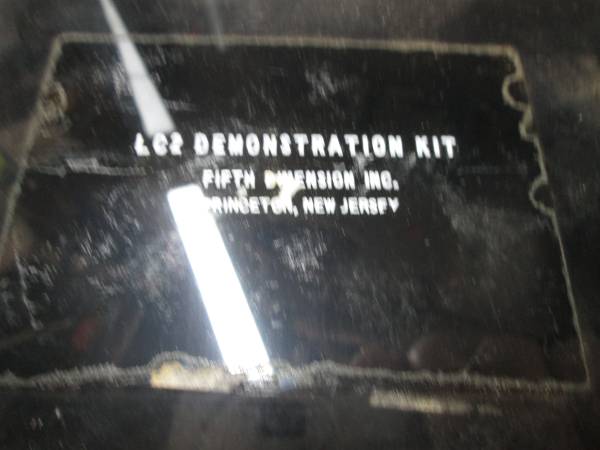 LC2 DEMONSTRATION KIT
FIFTH DIMENSION INC.
PRINCETON, NEW JERSEY